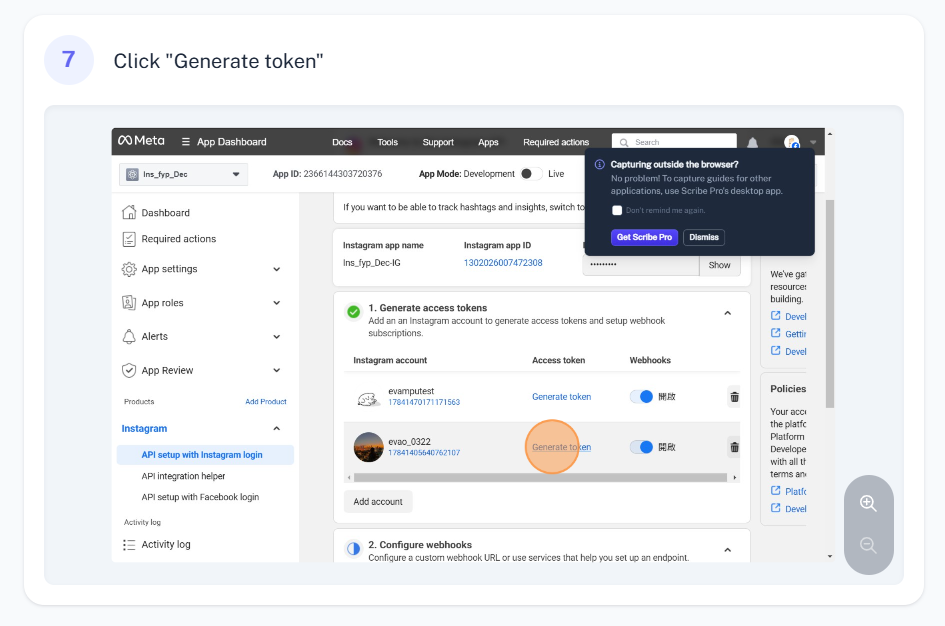 7
Click "Generate token"
Meta
App Dashboard
Docs
Tools
Support
Apps
Required actions
Search
Ins_fyp_Dec
App ID: 23661443033720376
App Mode: Development
Live
Capturing outside the browser?
No problem! To capture guides for other
applications, use Scribe Pro's desktop app.
Don't remind me again.
Get Scribe Pro
Dismiss
Dashboard
Required actions
App settings
App roles
Alerts
App Review
Products
Add Product
Instagram
API setup with Instagram login
API integration helper
API setup with Facebook login
Activity log
Activity log
If you want to be able to track hashtags and insights, switch to
Instagram app name
Instagram app ID
Ins_fyp_Dec-IG
1302026007472308
•••••••••
Show
1. Generate access tokens
Add an an Instagram account to generate access tokens and setup webhook
subscriptions.
Instagram account
Access token
Webhooks
evamputest
17841470171171563
Generate token
開啟
evao_0322
17841405640762107
Generate token
開啟
Add account
2. Configure webhooks
Configure a custom webhook URL or use services that help you set up an endpoint.
We've gat
resources
building.
Devel
Gettin
Devel
Policies
Your acce
the platfo
Platform
Develope
with all th
terms and
Platfo
Devel